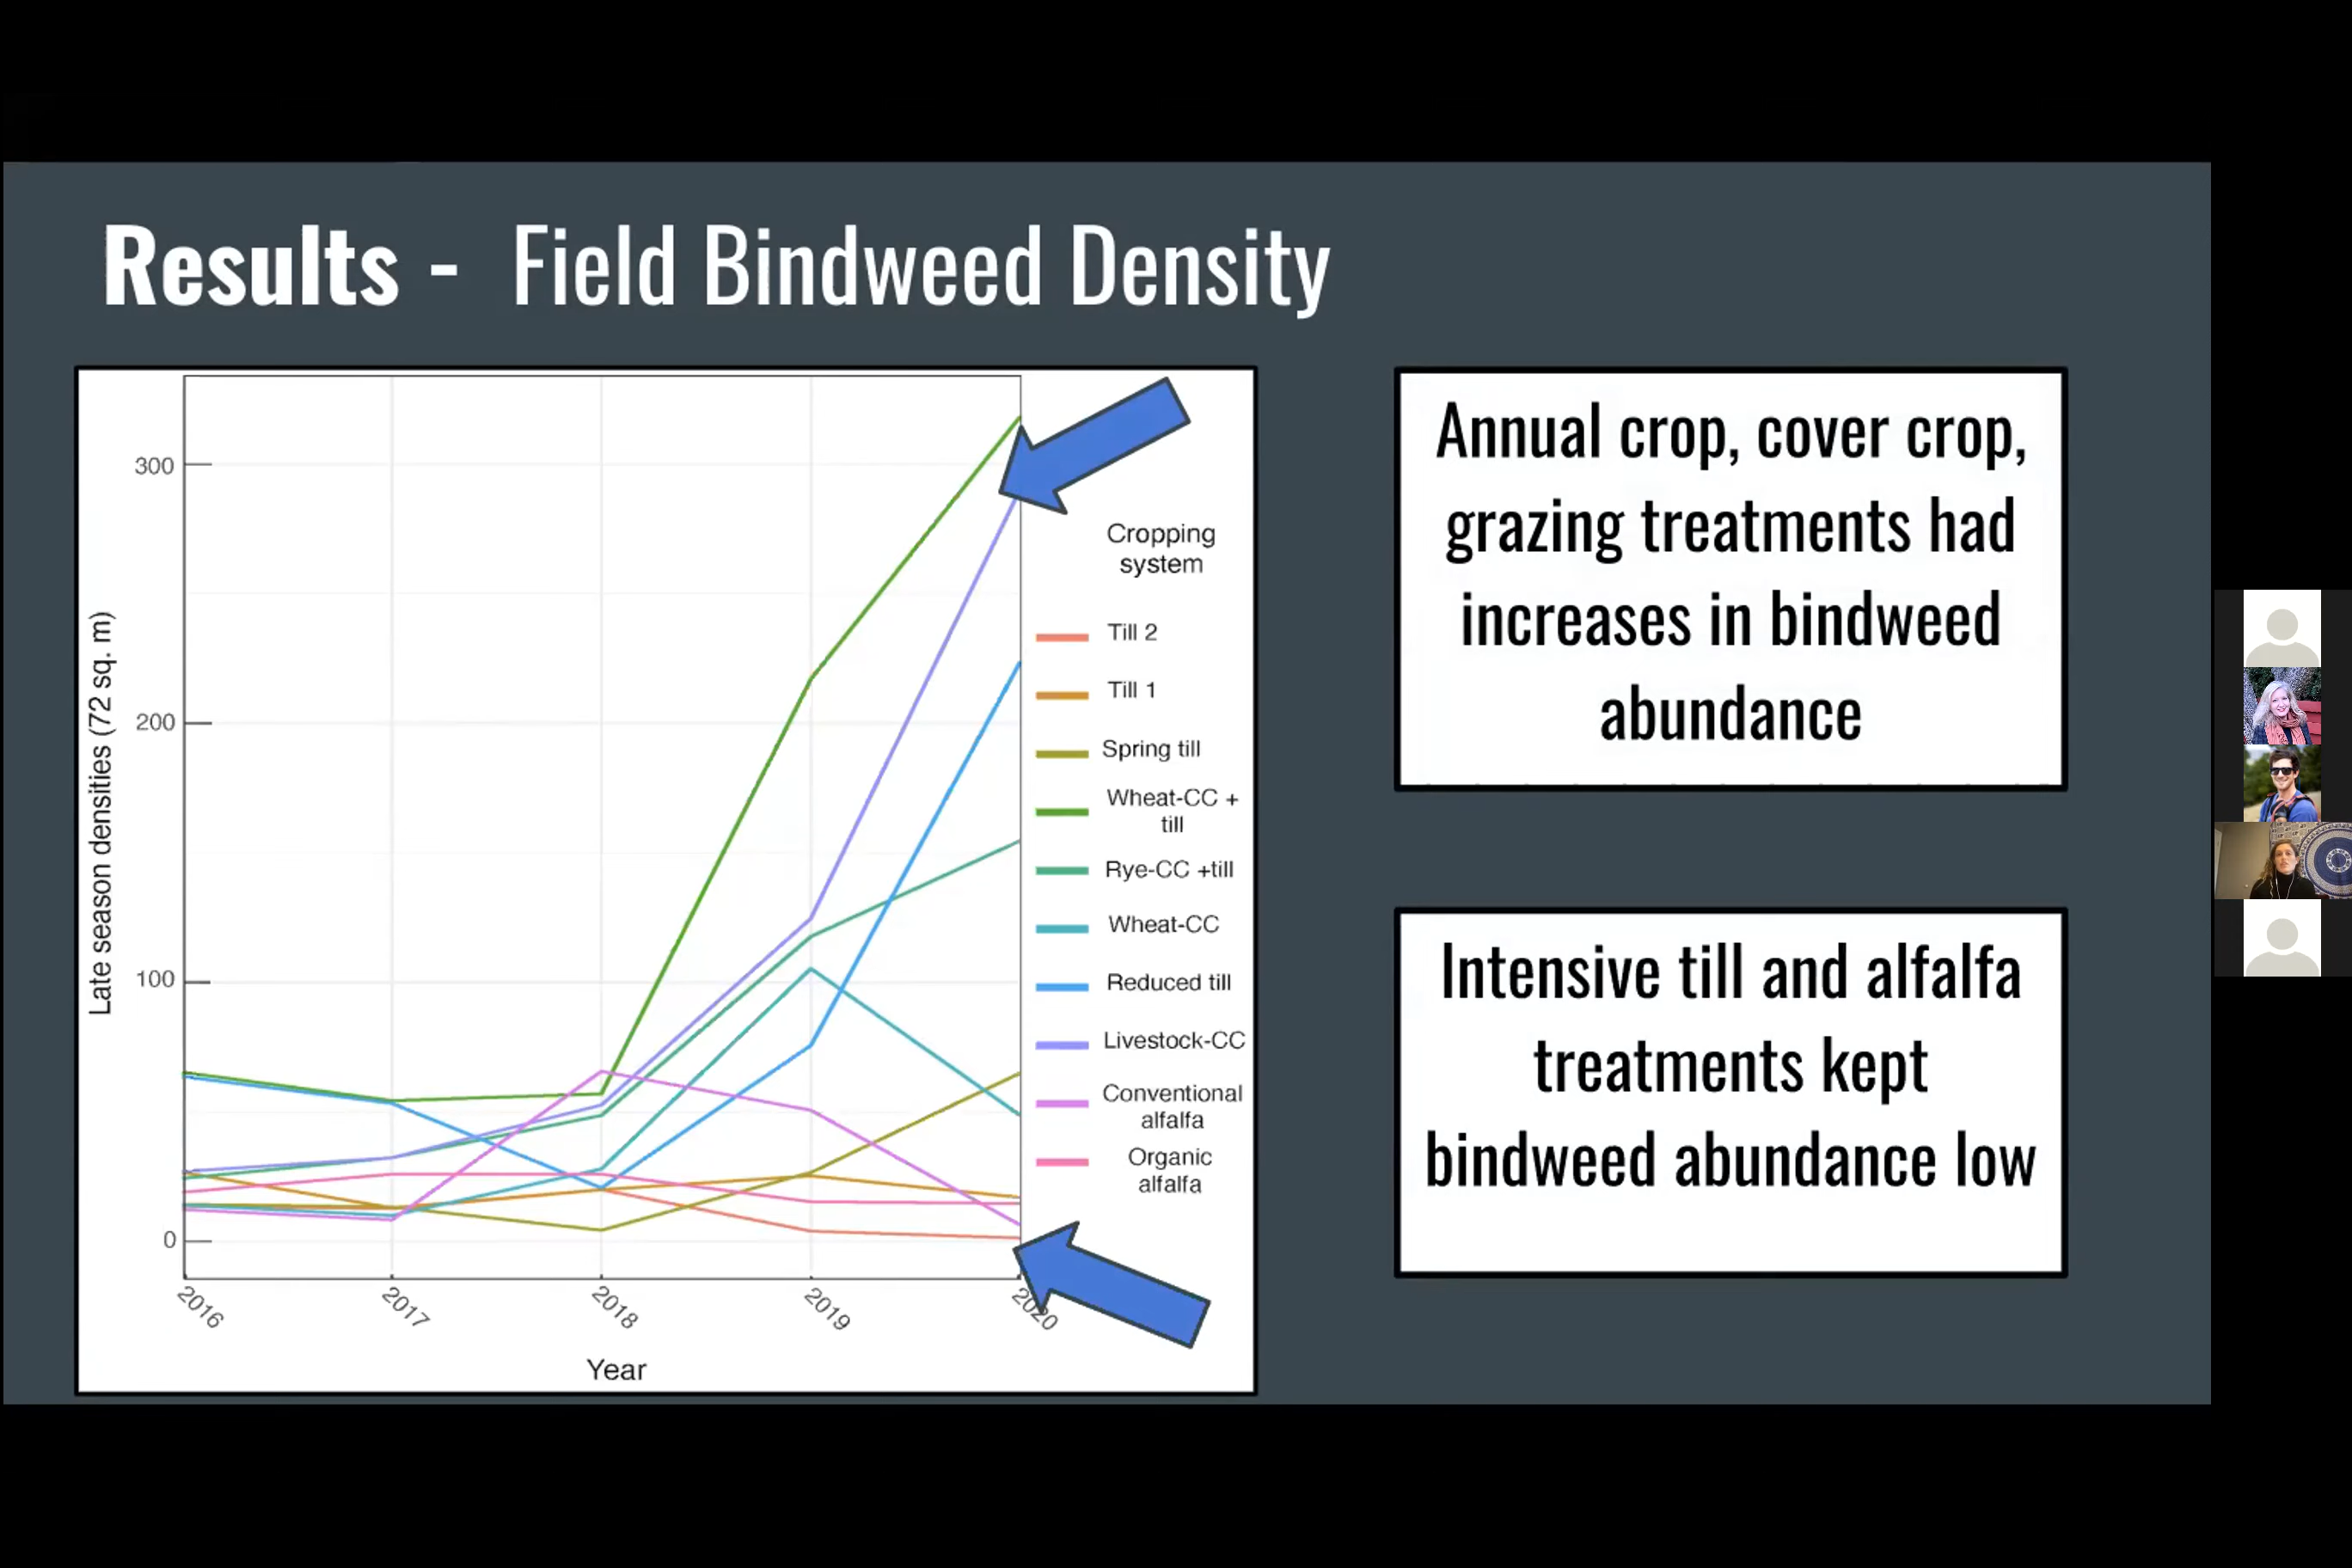 Results - Field Bindweed Density
Late season densities (72 sq. m)
300
200
100
0
2016
2017
2018
2019
2020
Year
Cropping
system
Till 2
Till 1
Spring till
Wheat-CC +
till
Rye-CC +till
Wheat-CC
Reduced till
Livestock-CC
Conventional
alfalfa
Organic
alfalfa
Annual crop, cover crop,
grazing treatments had
increases in bindweed
abundance
Intensive till and alfalfa
treatments kept
bindweed abundance low